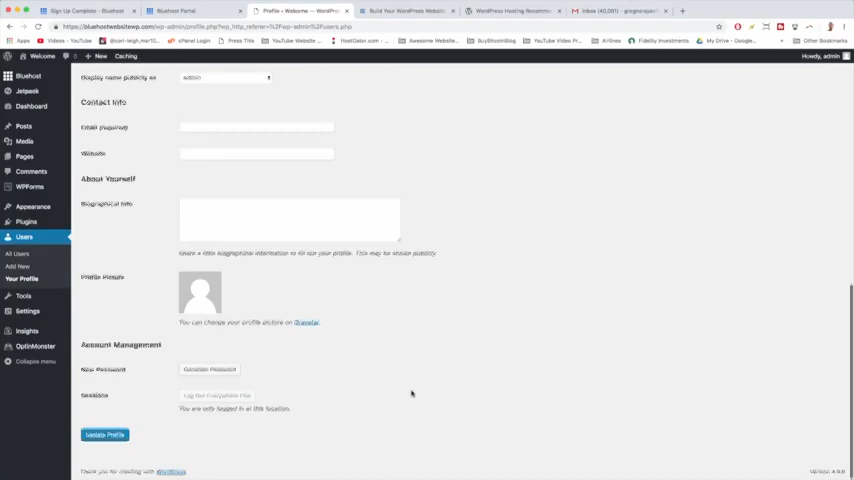 Sign Up Complete - Bluehost
Bluehost Portal
Profile ‹ Welcome — WordPre
Build Your WordPress Website
WordPress Hosting Recomm
Inbox (40,091) - gregnarayan@
https://bluehostwebsitewp.com/wp-admin/profile.php?wp_http_referer=%2Fwp-admin%2Fusers.php
Apps
Videos - YouTube
cPanel Login
Press This
YouTube Website
HostGator.com
Awesome Website
BuyBitcoinBlog
YouTube Video Pr
Airlines
Fidelity Investments
My Drive - Google
Other Bookmarks
Welcome
0
New
Caching
Howdy, admin
Bluehost
Jetpack
Dashboard
Posts
Media
Pages
Comments
WPForms
Appearance
Plugins
Users
All Users
Add New
Your Profile
Tools
Settings
Insights
OptinMonster
Collapse menu
Display name publicly as
admin
Contact Info
Email (required)
Website
About Yourself
Biographical Info
Share a little biographical information to fill out your profile. This may be shown publicly.
Profile Picture
You can change your profile picture on Gravatar.
Account Management
New Password
Generate Password
Sessions
Log Out Everywhere Else
You are only logged in at this location.
Update Profile
Thank you for creating with WordPress.